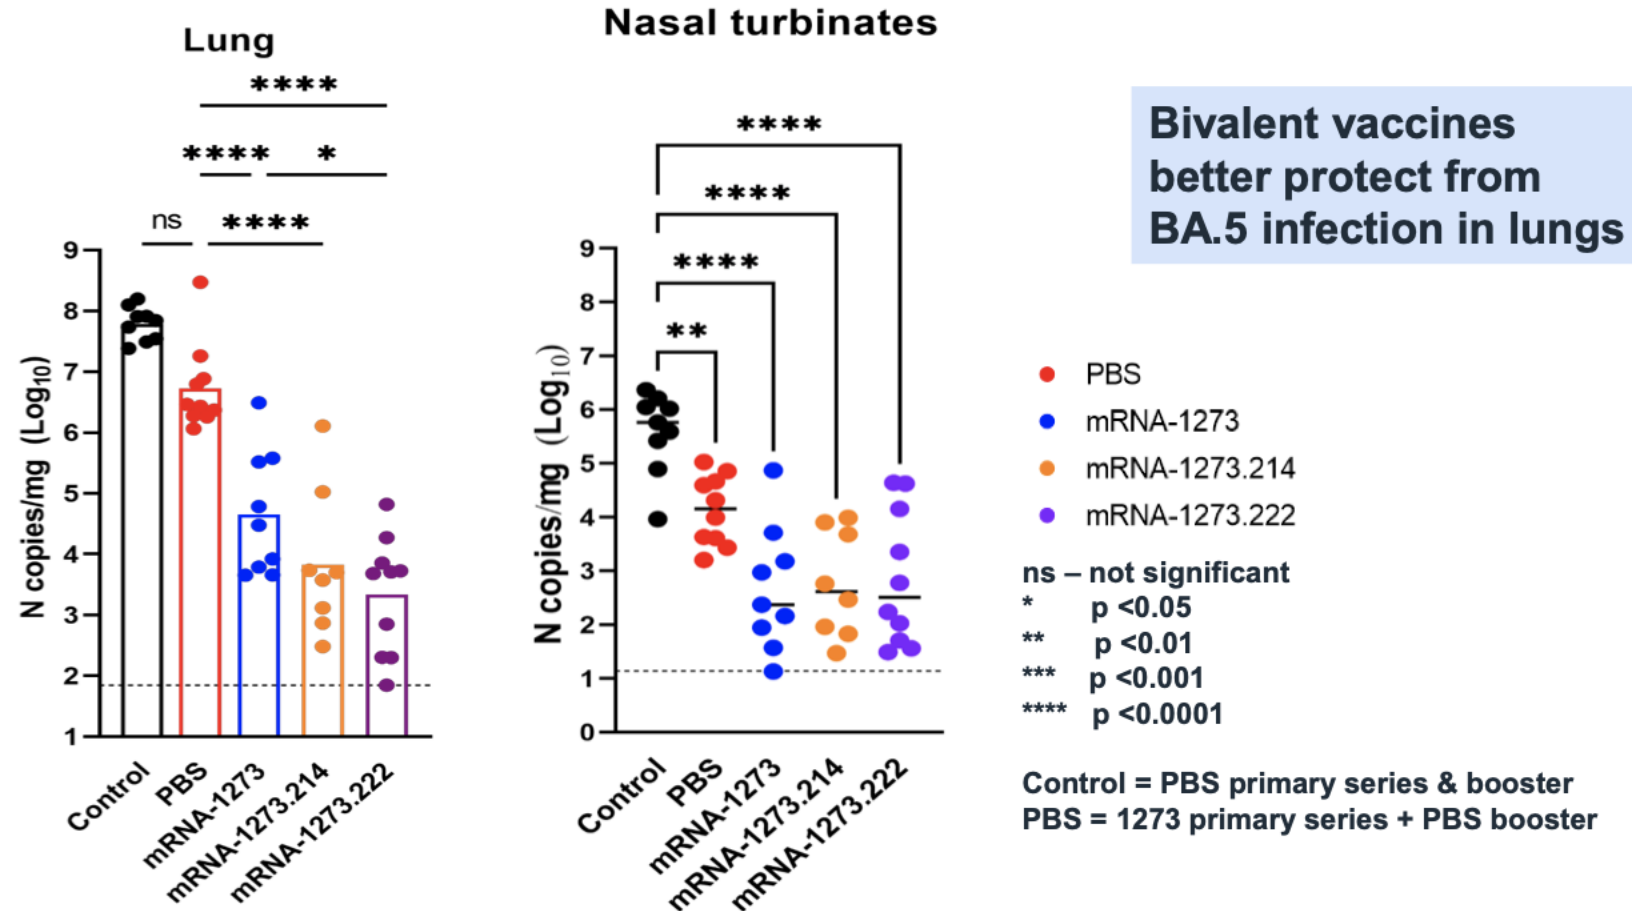 Lung
****
**** *
ns ****
9
8
7
6
5
4
3
2
1
N copies/mg (Log10)
Control
PBS
mRNA-1273
mRNA-1273.214
mRNA-1273.222
Nasal turbinates
****
****
****
**
9
8
7
6
5
4
3
2
1
0
N copies/mg (Log10)
Control
PBS
mRNA-1273
mRNA-1273.214
mRNA-1273.222
Bivalent vaccines
better protect from
BA.5 infection in lungs
PBS
mRNA-1273
mRNA-1273.214
mRNA-1273.222
ns – not significant
* p <0.05
** p <0.01
*** p <0.001
**** p <0.0001
Control = PBS primary series & booster
PBS = 1273 primary series + PBS booster